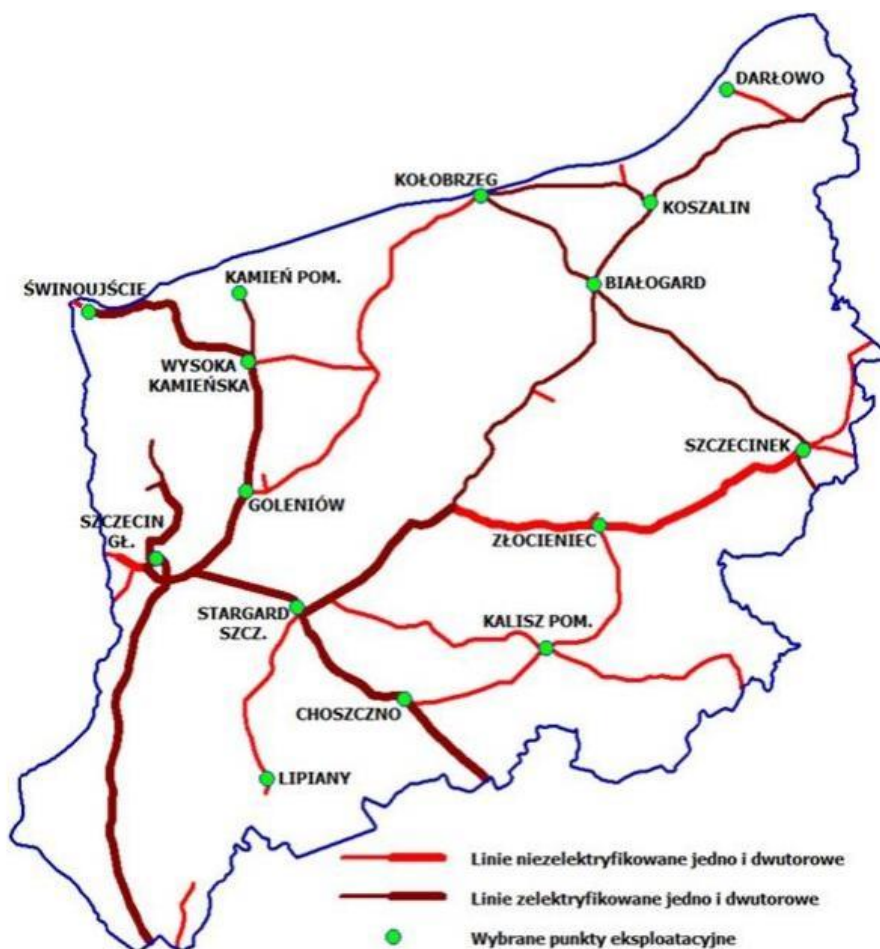 DARŁOWO
KOŁOBRZEG
KOSZALIN
KAMIEŃ POM.
ŚWINOUJŚCIE
BIAŁOGARD
WYSOKA
KAMIEŃSKA
SZCZECINEK
GOLENIÓW
SZCZECIN
GŁ.
ZŁOCIENIEC
STARGARD
SZCZ.
KALISZ POM.
CHOSZCZNO
LIPIANY
Linie niezelektryfikowane jedno i dwutorowe
Linie zelektryfikowane jedno i dwutorowe
Wybrane punkty eksploatacyjne